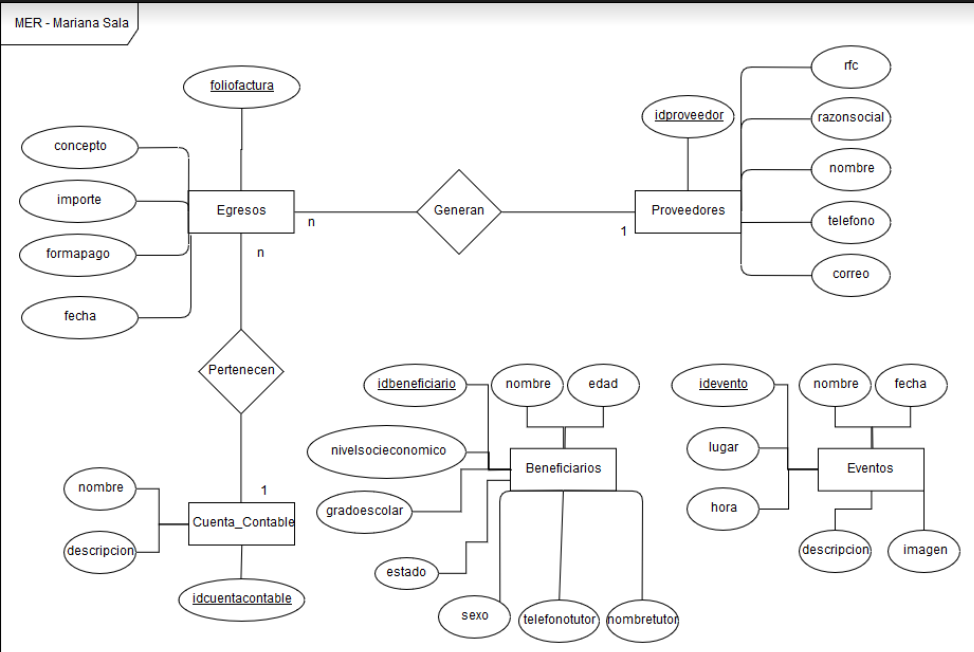 MER - Mariana Sala
foliofactura
rfc
idproveedor
razonsocial
concepto
nombre
importe
Egresos
n
Generan
1
Proveedores
telefono
formapago
n
correo
fecha
Pertenecen
idbeneficiario
nombre
edad
idevento
nombre
fecha
nivelsocieconomico
lugar
Beneficiarios
Eventos
nombre
1
gradoescolar
hora
Cuenta_Contable
descripcion
estado
descripcion
imagen
idcuentacontable
sexo
telefonotutor
nombretutor